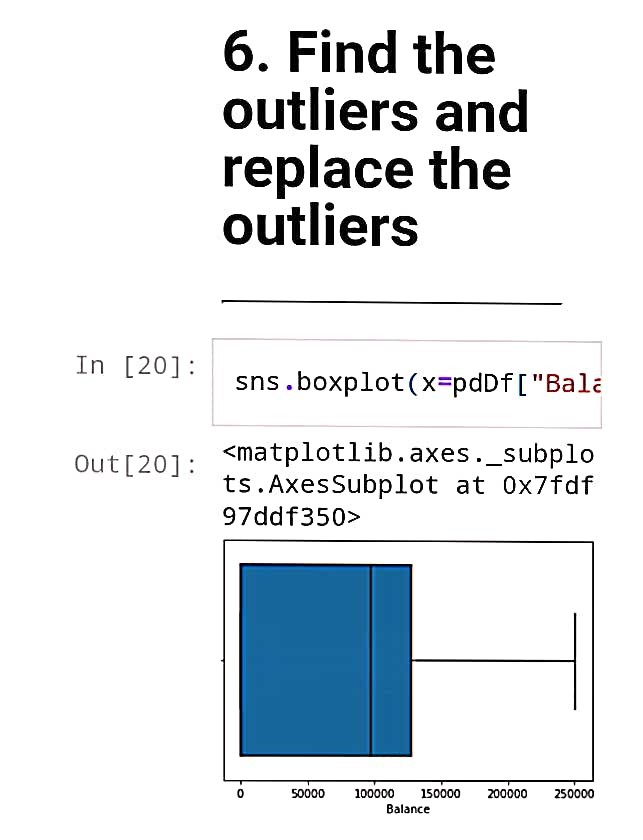 6. Find the
outliers and
replace the
outliers
In [20]:
sns.boxplot(x=pdDf["Bala
Out[20]:
<matplotlib.axes._subplo
ts.AxesSubplot at 0x7fdf
97ddf350>
0 50000 100000 150000 200000 250000
Balance